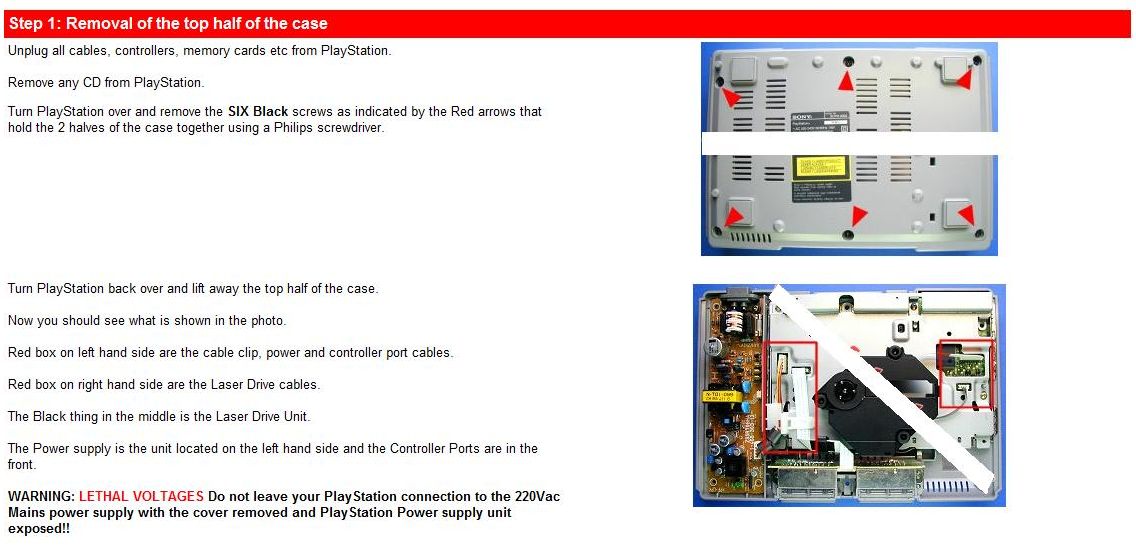 Step 1: Removal of the top half of the case
Unplug all cables, controllers, memory cards etc from PlayStation.
Remove any CD from PlayStation.
Turn PlayStation over and remove the SIX Black screws as indicated by the Red arrows that
hold the 2 halves of the case together using a Philips screwdriver.
SONY
PlayStation
Turn PlayStation back over and lift away the top half of the case.
Now you should see what is shown in the photo.
Red box on left hand side are the cable clip, power and controller port cables.
Red box on right hand side are the Laser Drive cables.
The Black thing in the middle is the Laser Drive Unit.
The Power supply is the unit located on the left hand side and the Controller Ports are in the
front.
WARNING: LETHAL VOLTAGES Do not leave your PlayStation connection to the 220Vac
Mains power supply with the cover removed and PlayStation Power supply unit
exposed!!